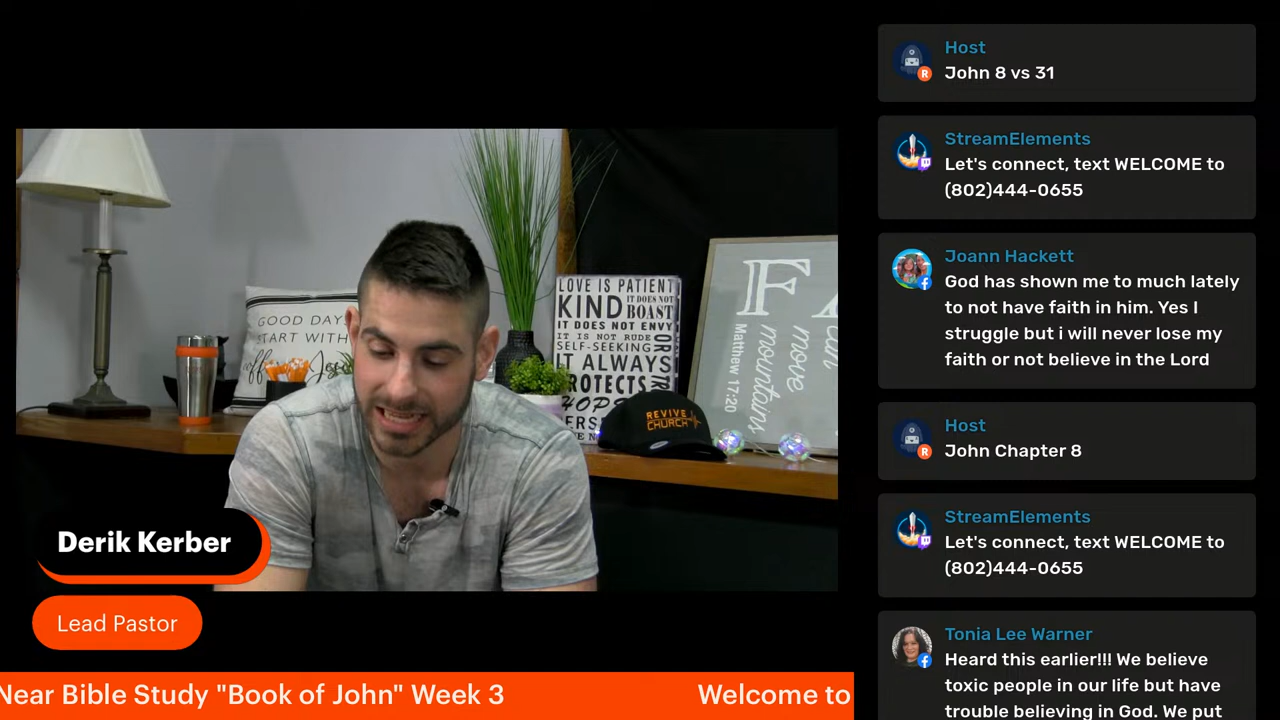 GOOD DAYS
START WITH
LOVE IS PATIENT
KIND IT DOES NOT BOAST
IT DOES NOT ENVY
IT IS NOT RUDE
SELF-SEEKING OR
IT ALWAYS
PROTECTS
REVIVE
CHURCH
Matthew 17:20
move
mountains
Derik Kerber
Lead Pastor
Near Bible Study "Book of John" Week 3
Welcome to
Host
John 8 vs 31
StreamElements
Let's connect, text WELCOME to
(802)444-0655
Joann Hackett
God has shown me to much lately
to not have faith in him. Yes I
struggle but i will never lose my
faith or not believe in the Lord
Host
John Chapter 8
StreamElements
Let's connect, text WELCOME to
(802)444-0655
Tonia Lee Warner
Heard this earlier!!! We believe
toxic people in our life but have
trouble believing in God. We put